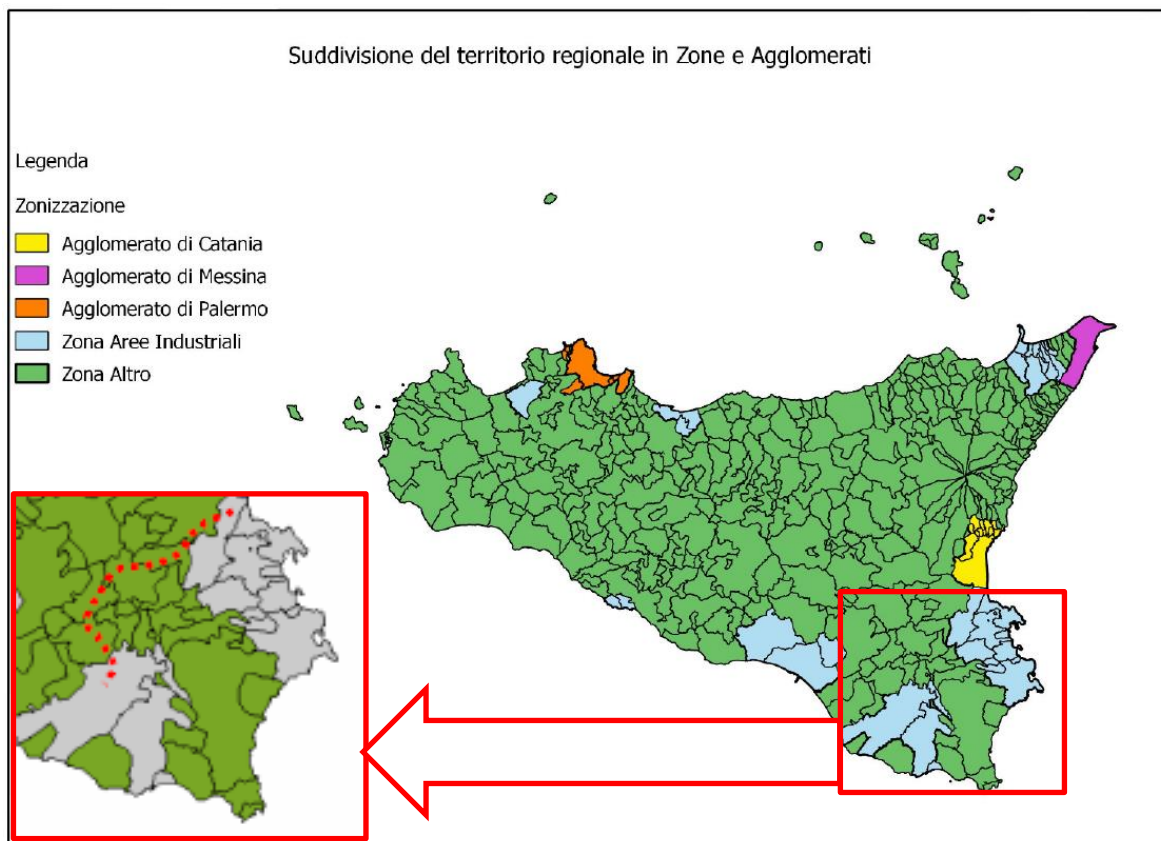 Suddivisione del territorio regionale in Zone e Agglomerati
Legenda
Zonizzazione
Agglomerato di Catania
Agglomerato di Messina
Agglomerato di Palermo
Zona Aree Industriali
Zona Altro